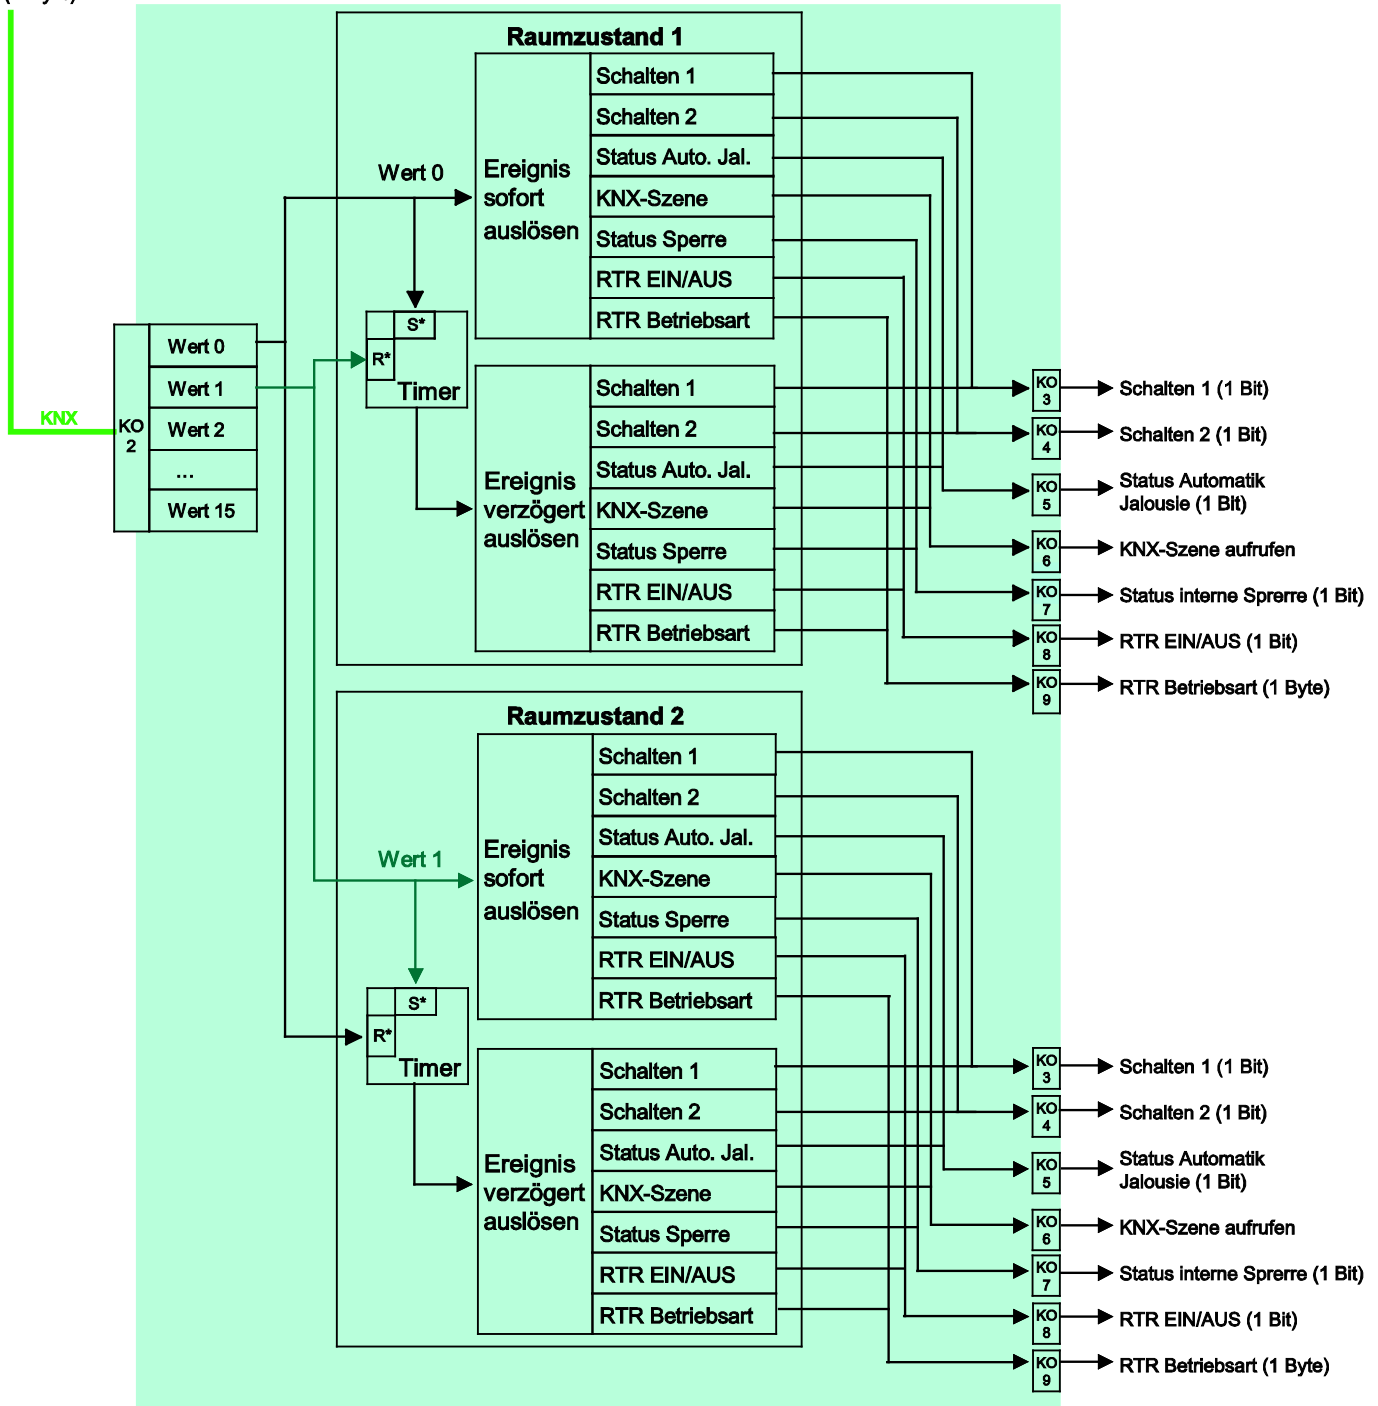 Raumzustand 1
Schalten 1
Schalten 2
Status Auto. Jal.
KNX-Szene
Status Sperre
RTR EIN/AUS
RTR Betriebsart
Ereignis
sofort
auslösen
Wert 0
S*
R*
Timer
Schalten 1
Schalten 2
Status Auto. Jal.
KNX-Szene
Status Sperre
RTR EIN/AUS
RTR Betriebsart
Ereignis
verzögert
auslösen
KNX
KO
2
Wert 0
Wert 1
Wert 2
...
Wert 15
KO
3
Schalten 1 (1 Bit)
KO
4
Schalten 2 (1 Bit)
KO
5
Status Automatik
Jalousie (1 Bit)
KO
6
KNX-Szene aufrufen
KO
7
Status interne Sprerre (1 Bit)
KO
8
RTR EIN/AUS (1 Bit)
KO
9
RTR Betriebsart (1 Byte)
Raumzustand 2
Schalten 1
Schalten 2
Status Auto. Jal.
KNX-Szene
Status Sperre
RTR EIN/AUS
RTR Betriebsart
Ereignis
sofort
auslösen
Wert 1
S*
R*
Timer
Schalten 1
Schalten 2
Status Auto. Jal.
KNX-Szene
Status Sperre
RTR EIN/AUS
RTR Betriebsart
Ereignis
verzögert
auslösen
KO
3
Schalten 1 (1 Bit)
KO
4
Schalten 2 (1 Bit)
KO
5
Status Automatik
Jalousie (1 Bit)
KO
6
KNX-Szene aufrufen
KO
7
Status interne Sprerre (1 Bit)
KO
8
RTR EIN/AUS (1 Bit)
KO
9
RTR Betriebsart (1 Byte)